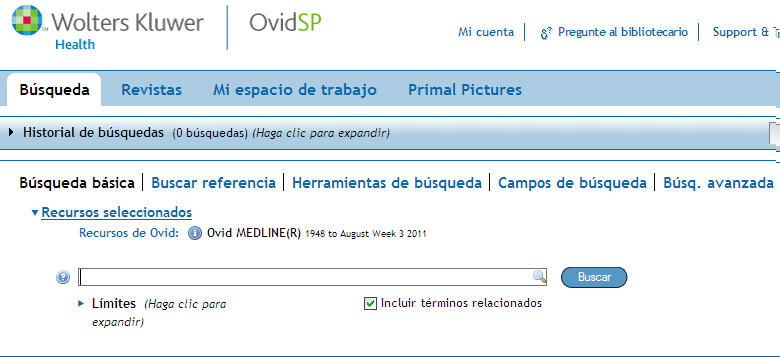 Wolters Kluwer
Health
OvidSP
Mi cuenta
Pregunte al bibliotecario
Support &
Búsqueda
Revistas
Mi espacio de trabajo
Primal Pictures
Historial de búsquedas (0 búsquedas) (Haga clic para expandir)
Búsqueda básica
Buscar referencia
Herramientas de búsqueda
Campos de búsqueda
Búsq. avanzada
Recursos seleccionados
Recursos de Ovid: Ovid MEDLINE(R) 1948 to August Week 3 2011
Buscar
Límites (Haga clic para
expandir)
Incluir términos relacionados